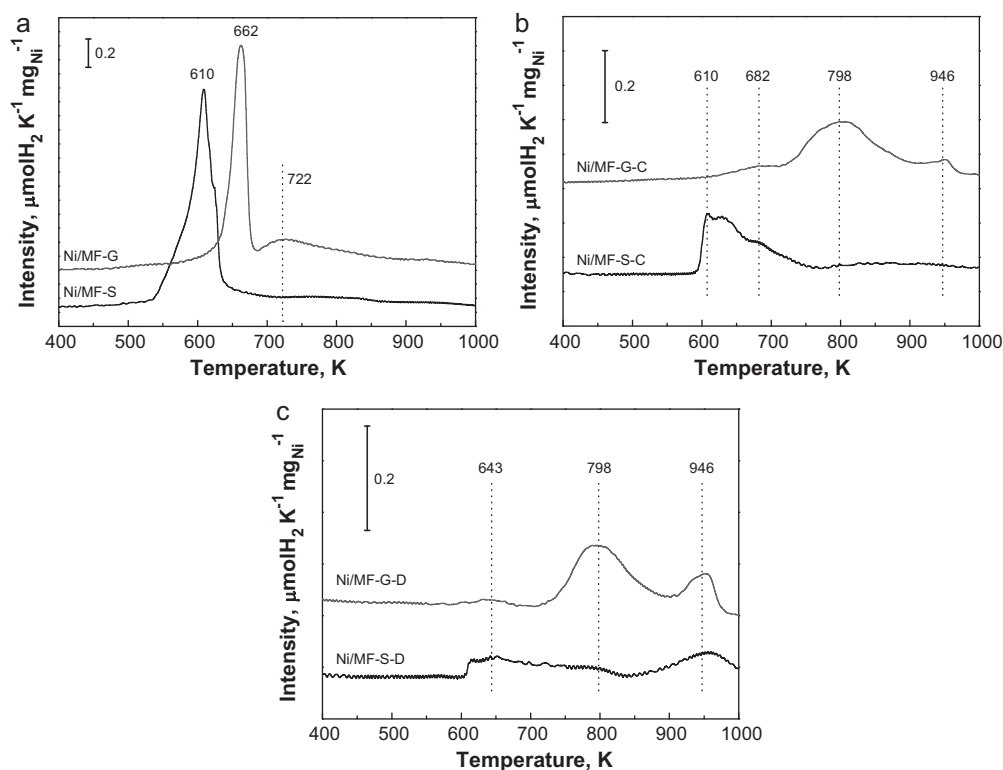 a
0.2
610
662
722
Ni/MF-G
Ni/MF-S
Intensity, μmolH₂ K⁻¹ mg_Ni⁻¹
400 500 600 700 800 900 1000
Temperature, K
b
0.2
610 682 798 946
Ni/MF-G-C
Ni/MF-S-C
Intensity, μmolH₂ K⁻¹ mg_Ni⁻¹
400 500 600 700 800 900 1000
Temperature, K
c
0.2
643 798 946
Ni/MF-G-D
Ni/MF-S-D
Intensity, μmolH₂ K⁻¹ mg_Ni⁻¹
400 500 600 700 800 900 1000
Temperature, K